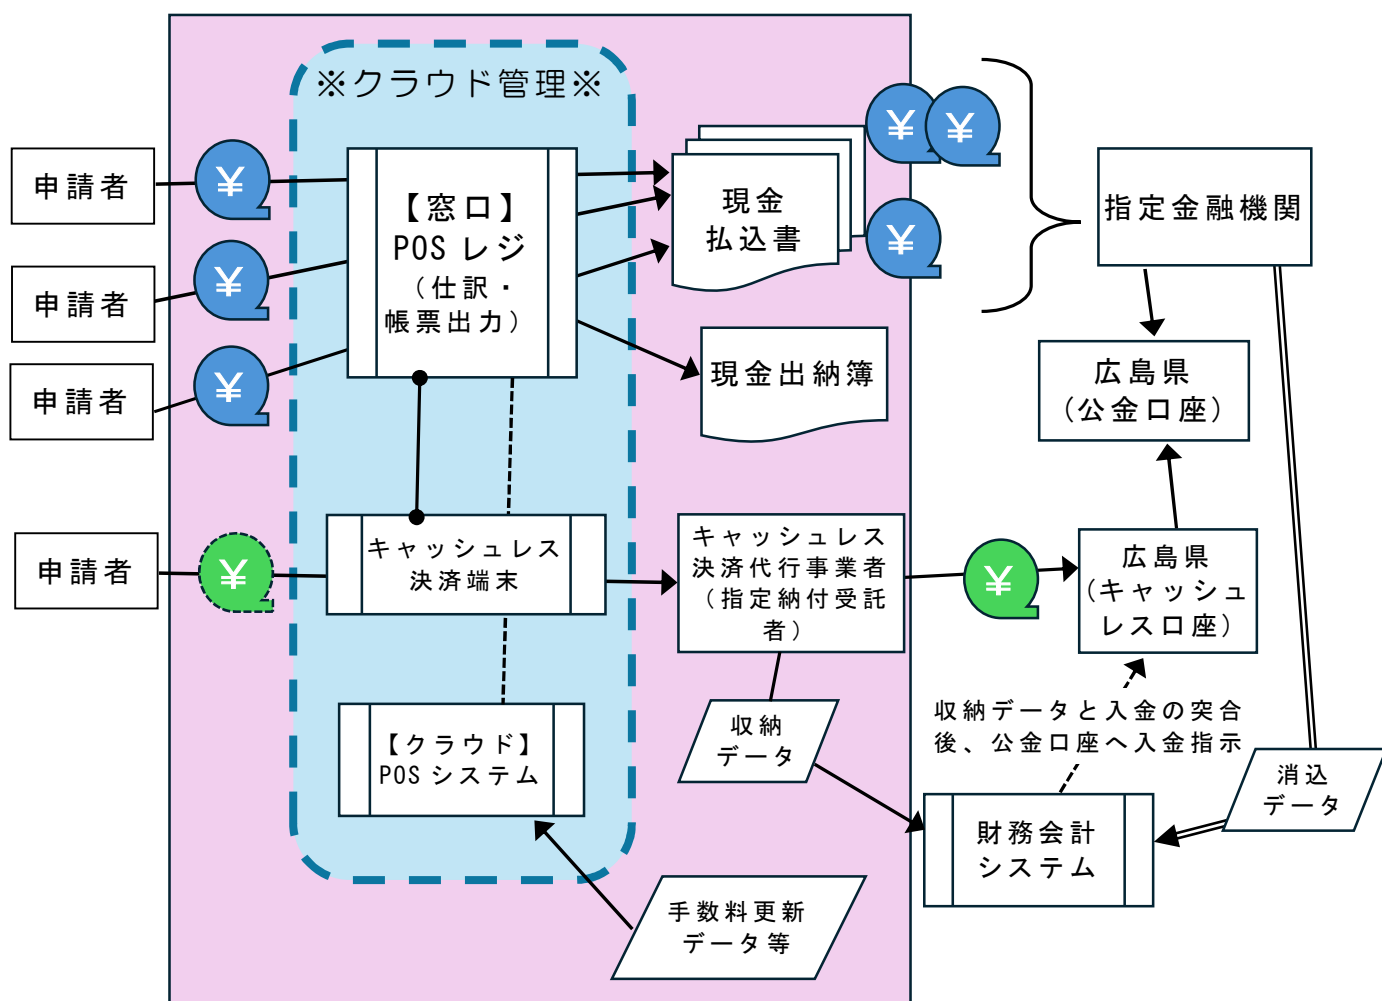 ※クラウド管理※
申請者
¥
申請者
¥
申請者
¥
【窓口】
POSレジ
（仕訳・
帳票出力）
現金
払込書
¥
¥
¥
指定金融機関
現金出納簿
広島県
（公金口座）
申請者
¥
キャッシュレス
決済端末
キャッシュレス
決済代行事業者
（指定納付受託
者）
¥
広島県
（キャッシュ
レス口座）
【クラウド】
POSシステム
収納
データ
収納データと入金の突合
後、公金口座へ入金指示
消込
データ
財務会計
システム
手数料更新
データ等